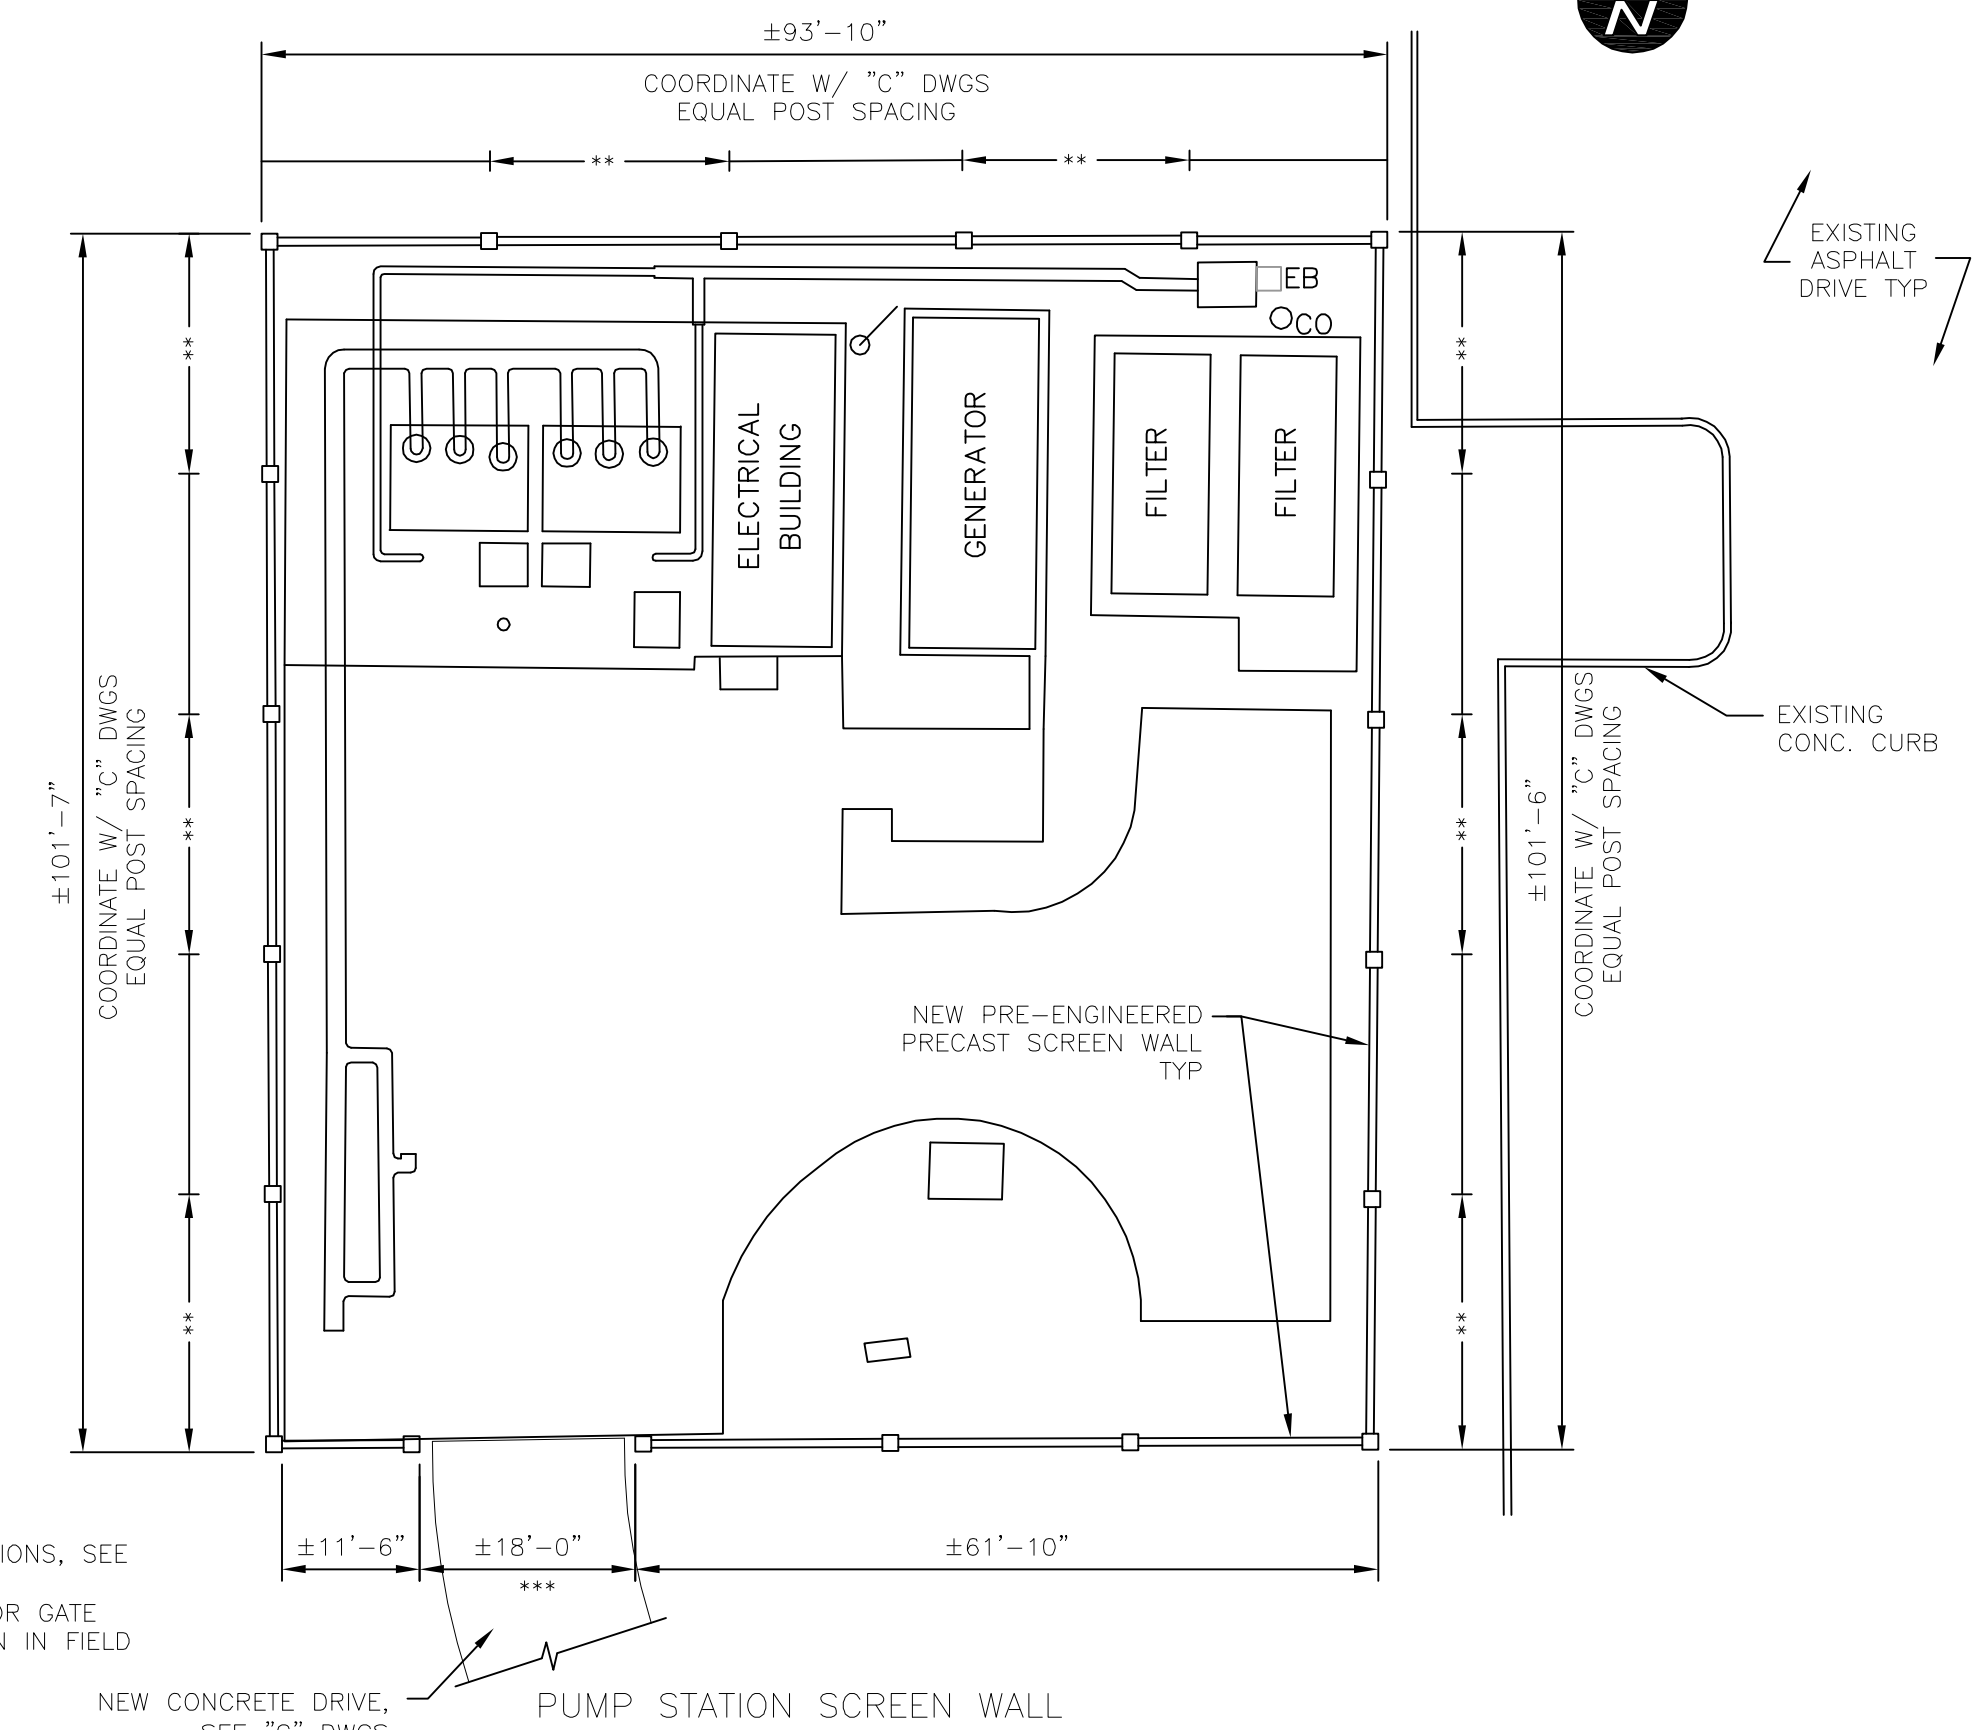 N
±93'-10"
COORDINATE W/ "C" DWGS
EQUAL POST SPACING
**
**
EXISTING
ASPHALT
DRIVE TYP
EB
CO
**
**
ELECTRICAL
BUILDING
GENERATOR
FILTER
FILTER
EXISTING
CONC. CURB
±101'-7"
COORDINATE W/ "C" DWGS
EQUAL POST SPACING
**
**
±101'-6"
COORDINATE W/ "C" DWGS
EQUAL POST SPACING
NEW PRE-ENGINEERED
PRECAST SCREEN WALL
TYP
**
**
±11'-6"
±18'-0"
***
±61'-10"
IONS, SEE
OR GATE
N IN FIELD
NEW CONCRETE DRIVE,
SEE DWGS
PUMP STATION SCREEN WALL